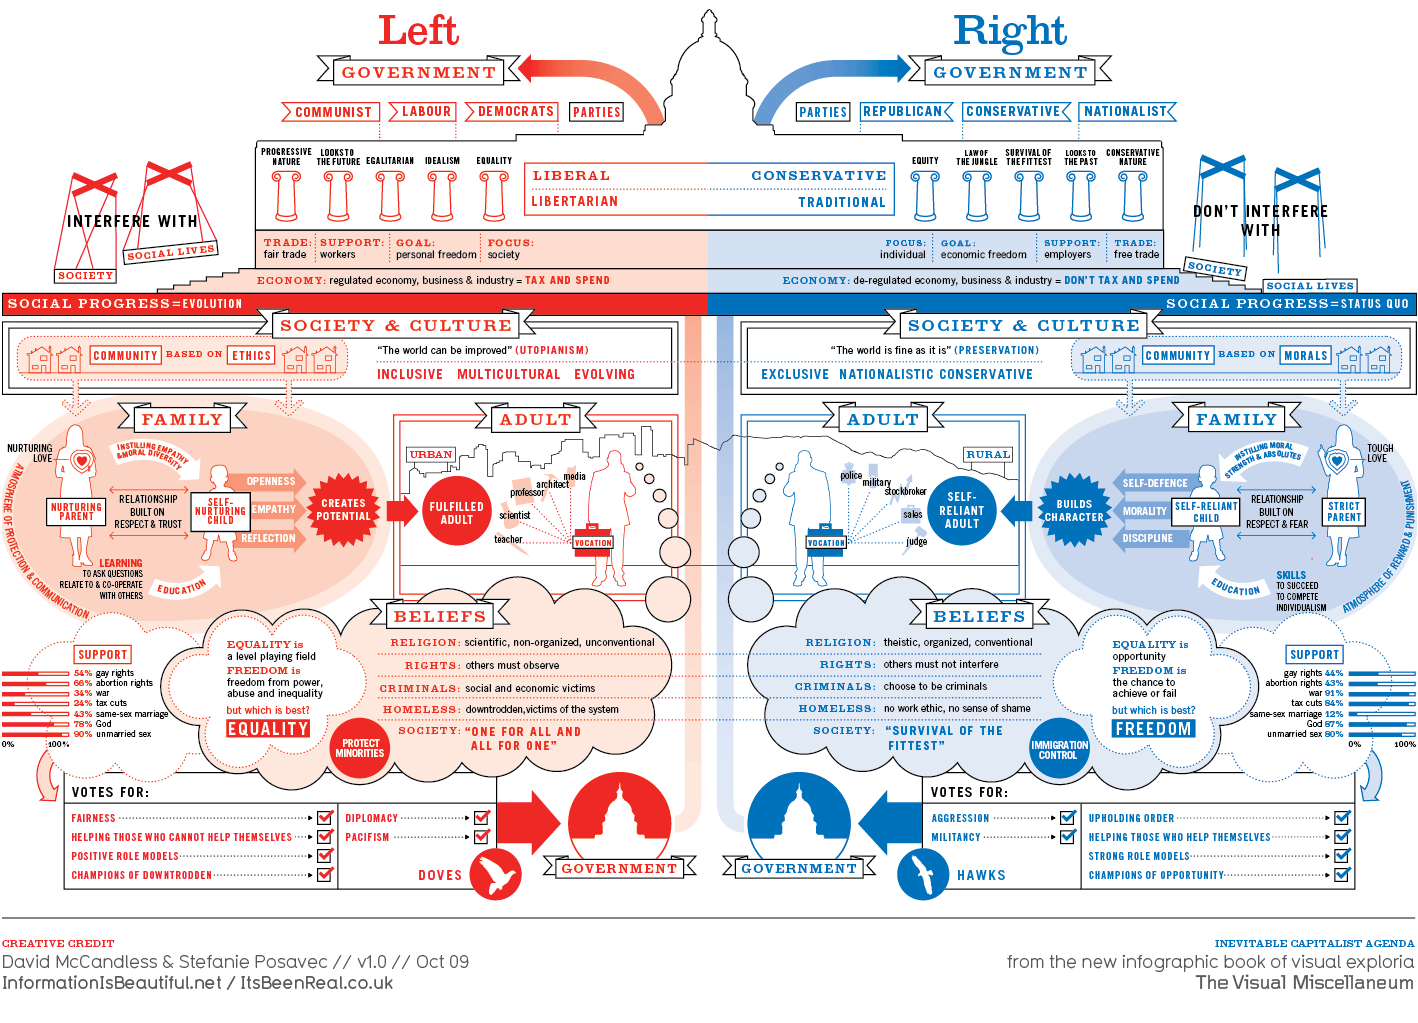 Left
Right
GOVERNMENT
GOVERNMENT
COMMUNIST
LABOUR
DEMOCRATS
PARTIES
PARTIES
REPUBLICAN
CONSERVATIVE
NATIONALIST
PROGRESSIVE
NATURE
LOOKS TO
THE FUTURE
EGALITARIAN
IDEALISM
EQUALITY
LIBERAL
LIBERTARIAN
CONSERVATIVE
TRADITIONAL
EQUITY
LAW OF
THE JUNGLE
SURVIVAL OF
THE FITTEST
LOOKS TO
THE PAST
CONSERVATIVE
NATURE
INTERFERE WITH
SOCIETY
SOCIAL LIVES
DON'T INTERFERE
WITH
SOCIETY
SOCIAL LIVES
TRADE:
fair trade
SUPPORT:
workers
GOAL:
personal freedom
FOCUS:
society
FOCUS:
individual
GOAL:
economic freedom
SUPPORT:
employers
TRADE:
free trade
ECONOMY: regulated economy, business & industry = TAX AND SPEND
ECONOMY: de-regulated economy, business & industry = DON'T TAX AND SPEND
SOCIAL PROGRESS=EVOLUTION
SOCIAL PROGRESS=STATUS QUO
SOCIETY & CULTURE
COMMUNITY BASED ON ETHICS
"The world can be improved" (UTOPIANISM)
INCLUSIVE MULTICULTURAL EVOLVING
SOCIETY & CULTURE
"The world is fine as it is" (PRESERVATION)
EXCLUSIVE NATIONALISTIC CONSERVATIVE
COMMUNITY BASED ON MORALS
FAMILY
NURTURING
LOVE
INSTILLING EMPATHY
& MORAL DIVERSITY
ATMOSPHERE OF PROTECTION & COMMUNICATION
NURTURING
PARENT
RELATIONSHIP
BUILT ON
RESPECT & TRUST
SELF-
NURTURING
CHILD
OPENNESS
EMPATHY
REFLECTION
LEARNING
TO ASK QUESTIONS
RELATE TO & CO-OPERATE
WITH OTHERS
EDUCATION
CREATES
POTENTIAL
ADULT
URBAN
FULFILLED
ADULT
media
architect
professor
scientist
teacher
VOCATION
ADULT
RURAL
police
military
stockbroker
sales
judge
VOCATION
SELF-
RELIANT
ADULT
FAMILY
BUILDS
CHARACTER
SELF-DEFENCE
MORALITY
DISCIPLINE
INSTILLING MORAL
STRENGTH & ABSOLUTES
TOUGH
LOVE
SELF-RELIANT
CHILD
RELATIONSHIP
BUILT ON
RESPECT & FEAR
STRICT
PARENT
EDUCATION
SKILLS
TO SUCCEED
TO COMPETE
INDIVIDUALISM
ATMOSPHERE OF REWARD & PUNISHMENT
BELIEFS
RELIGION: scientific, non-organized, unconventional
RIGHTS: others must observe
CRIMINALS: social and economic victims
HOMELESS: downtrodden,victims of the system
SOCIETY: "ONE FOR ALL AND
ALL FOR ONE"
BELIEFS
RELIGION: theistic, organized, conventional
RIGHTS: others must not interfere
CRIMINALS: choose to be criminals
HOMELESS: no work ethic, no sense of shame
SOCIETY: "SURVIVAL OF THE
FITTEST"
SUPPORT
54% gay rights
66% abortion rights
34% war
24% tax cuts
43% same-sex marriage
78% God
90% unmarried sex
0% 100%
EQUALITY is
a level playing field
FREEDOM is
freedom from power,
abuse and inequality
but which is best?
EQUALITY
PROTECT
MINORITIES
IMMIGRATION
CONTROL
EQUALITY is
opportunity
FREEDOM is
the chance to
achieve or fail
but which is best?
FREEDOM
SUPPORT
gay rights 44%
abortion rights 43%
war 91%
tax cuts 84%
same-sex marriage 12%
God 87%
unmarried sex 80%
0% 100%
VOTES FOR:
FAIRNESS
HELPING THOSE WHO CANNOT HELP THEMSELVES
POSITIVE ROLE MODELS
CHAMPIONS OF DOWNTRODDEN
DIPLOMACY
PACIFISM
DOVES
GOVERNMENT
GOVERNMENT
VOTES FOR:
AGGRESSION
MILITANCY
HAWKS
UPHOLDING ORDER
HELPING THOSE WHO HELP THEMSELVES
STRONG ROLE MODELS
CHAMPIONS OF OPPORTUNITY
CREATIVE CREDIT
David McCandless & Stefanie Posavec // v1.0 // Oct 09
InformationIsBeautiful.net / ItsBeenReal.co.uk
INEVITABLE CAPITALIST AGENDA
from the new infographic book of visual exploria
The Visual Miscellaneum